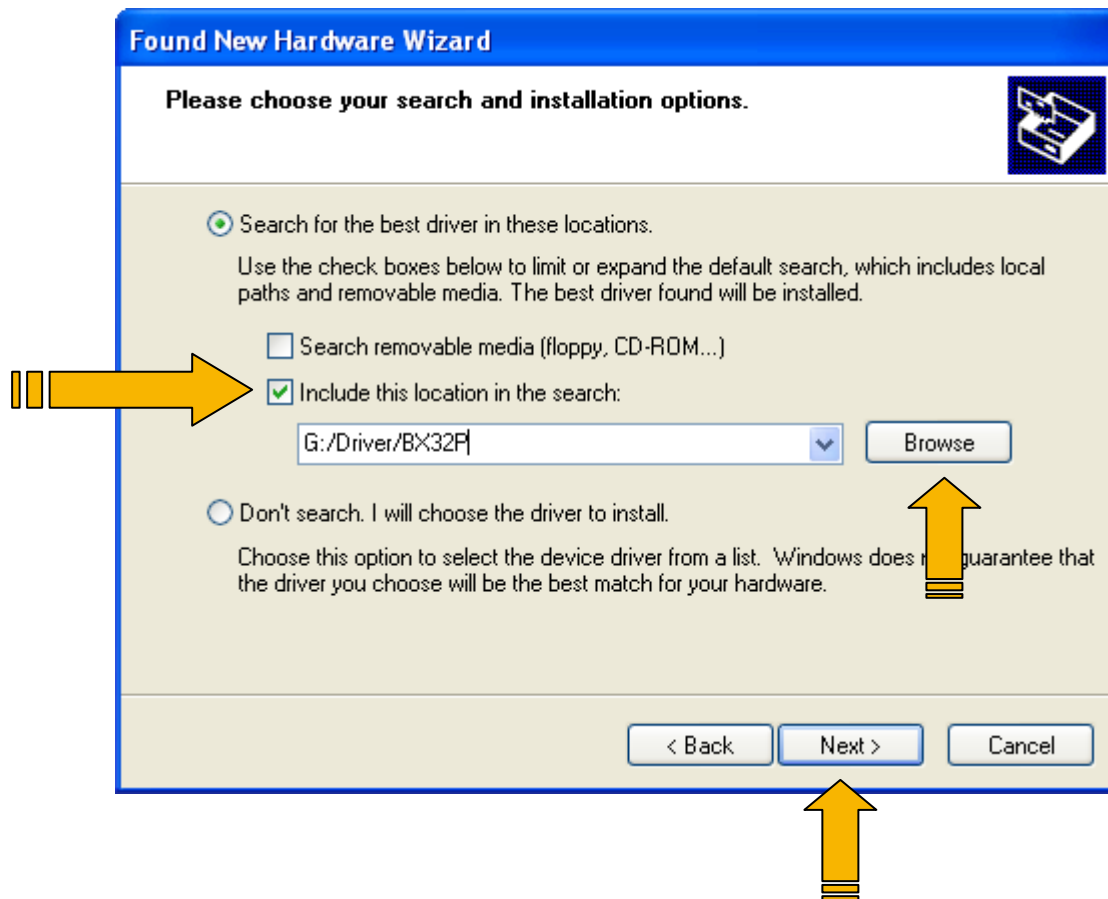 Found New Hardware Wizard
Please choose your search and installation options.
Search for the best driver in these locations.
Use the check boxes below to limit or expand the default search, which includes local
paths and removable media. The best driver found will be installed.
Search removable media (floppy, CD-ROM...)
Include this location in the search:
G:/Driver/BX32P
Browse
Don't search. I will choose the driver to install.
Choose this option to select the device driver from a list. Windows does guarantee that
the driver you choose will be the best match for your hardware.
< Back
Next >
Cancel